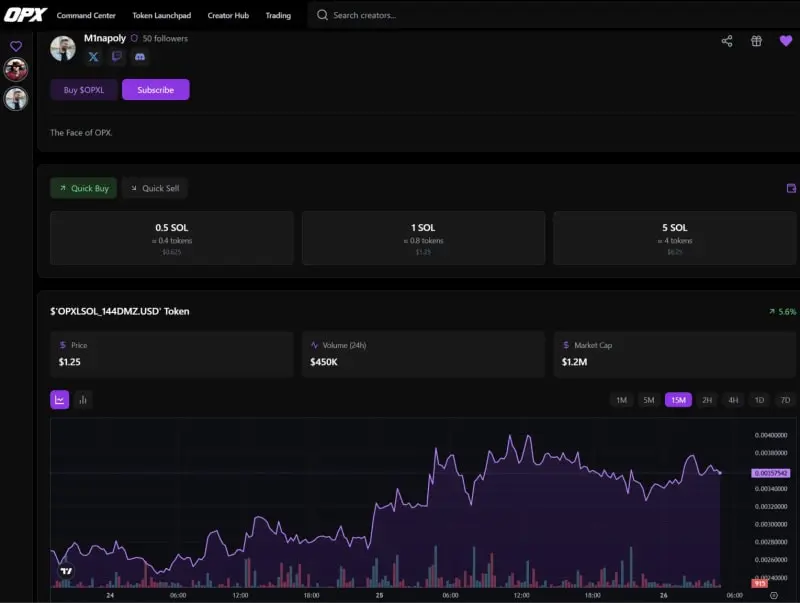 OPX Command Center Token Launchpad Creator Hub Trading Search creators...
M1napoly 50 followers
Buy $OPXL Subscribe
The Face of OPX.
Quick Buy Quick Sell
0.5 SOL 1 SOL 5 SOL
≈ 0.4 tokens ≈ 0.8 tokens ≈ 4 tokens
$0.625 $1.25 $6.25
$'OPXLSOL_144DMZ.USD' Token 5.6%
Price Volume (24h) Market Cap
$1.25 $450K $1.2M
1M 5M 15M 2H 4H 1D 7D
0.00400000
0.00380000
0.00357542
0.00340000
0.00320000
0.00300000
0.00280000
0.00260000
0.00240000
915
24 06:00 12:00 18:00 25 06:00 12:00 18:00 26 06:00